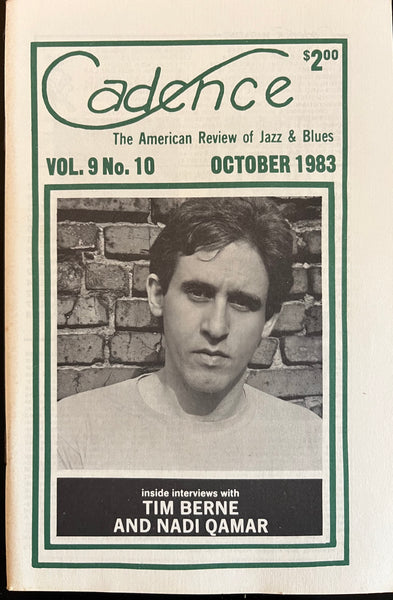 $2.00
Cadence
The American Review of Jazz & Blues
VOL. 9 No. 10 OCTOBER 1983
inside interviews with
TIM BERNE
AND NADI QAMAR